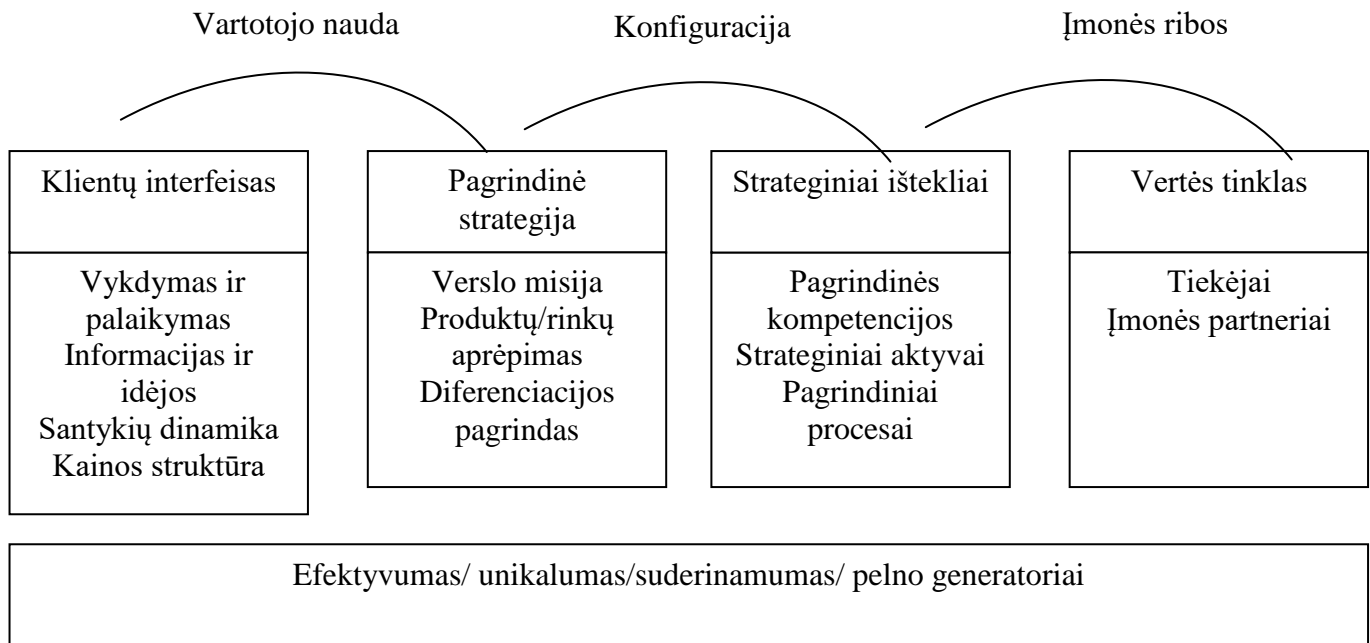 Vartotojo nauda
Konfiguracija
Įmonės ribos
Klientų interfeisas
Vykdymas ir
palaikymas
Informacijas ir
idėjos
Santykių dinamika
Kainos struktūra
Pagrindinė
strategija
Verslo misija
Produktų/rinkų
aprėpimas
Diferenciacijos
pagrindas
Strateginiai ištekliai
Pagrindinės
kompetencijos
Strateginiai aktyvai
Pagrindiniai
procesai
Vertės tinklas
Tiekėjai
Įmonės partneriai
Efektyvumas/ unikalumas/suderinamumas/ pelno generatoriai